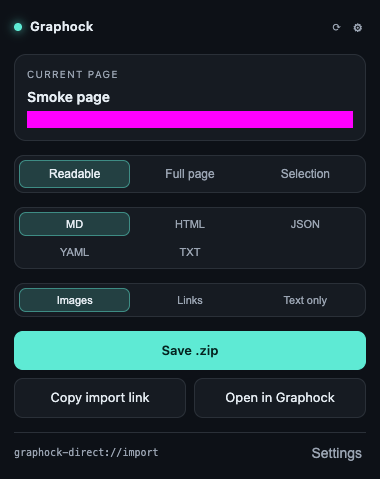 Graphock
CURRENT PAGE
Smoke page
Readable Full page Selection
MD HTML JSON
YAML TXT
Images Links Text only
Save .zip
Copy import link Open in Graphock
graphock-direct://import Settings